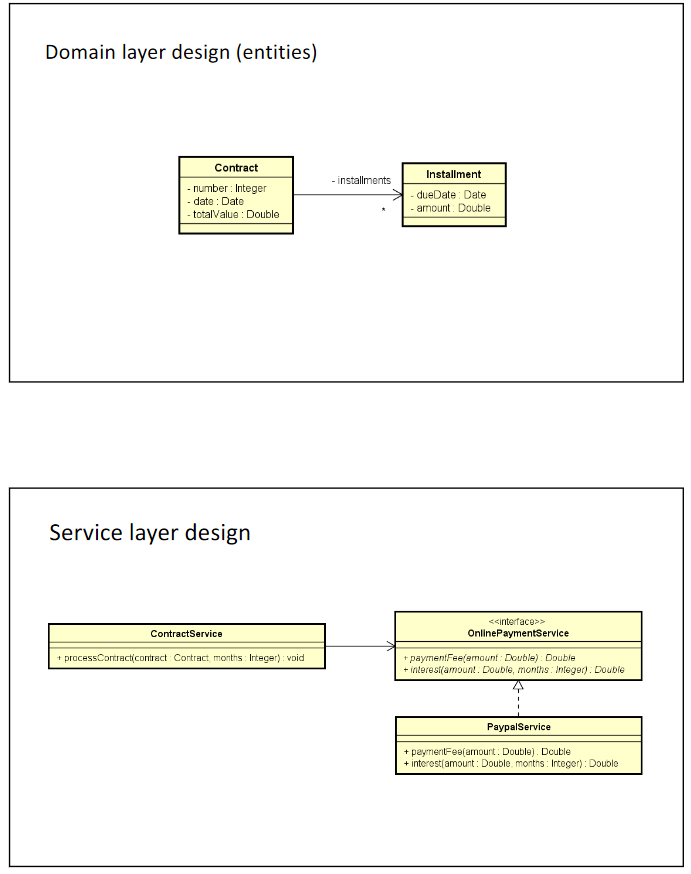 Domain layer design (entities)
Contract
- number : Integer
- date : Date
- totalValue : Double
- installments
*
Installment
- dueDate : Date
- amount : Double
Service layer design
ContractService
+ processContract(contract : Contract, months : Integer) : void
<<interface>>
OnlinePaymentService
+ paymentFee(amount : Double) : Double
+ interest(amount : Double, months : Integer) : Double
PaypalService
+ paymentFee(amount : Double) : Double
+ interest(amount : Double, months : Integer) : Double